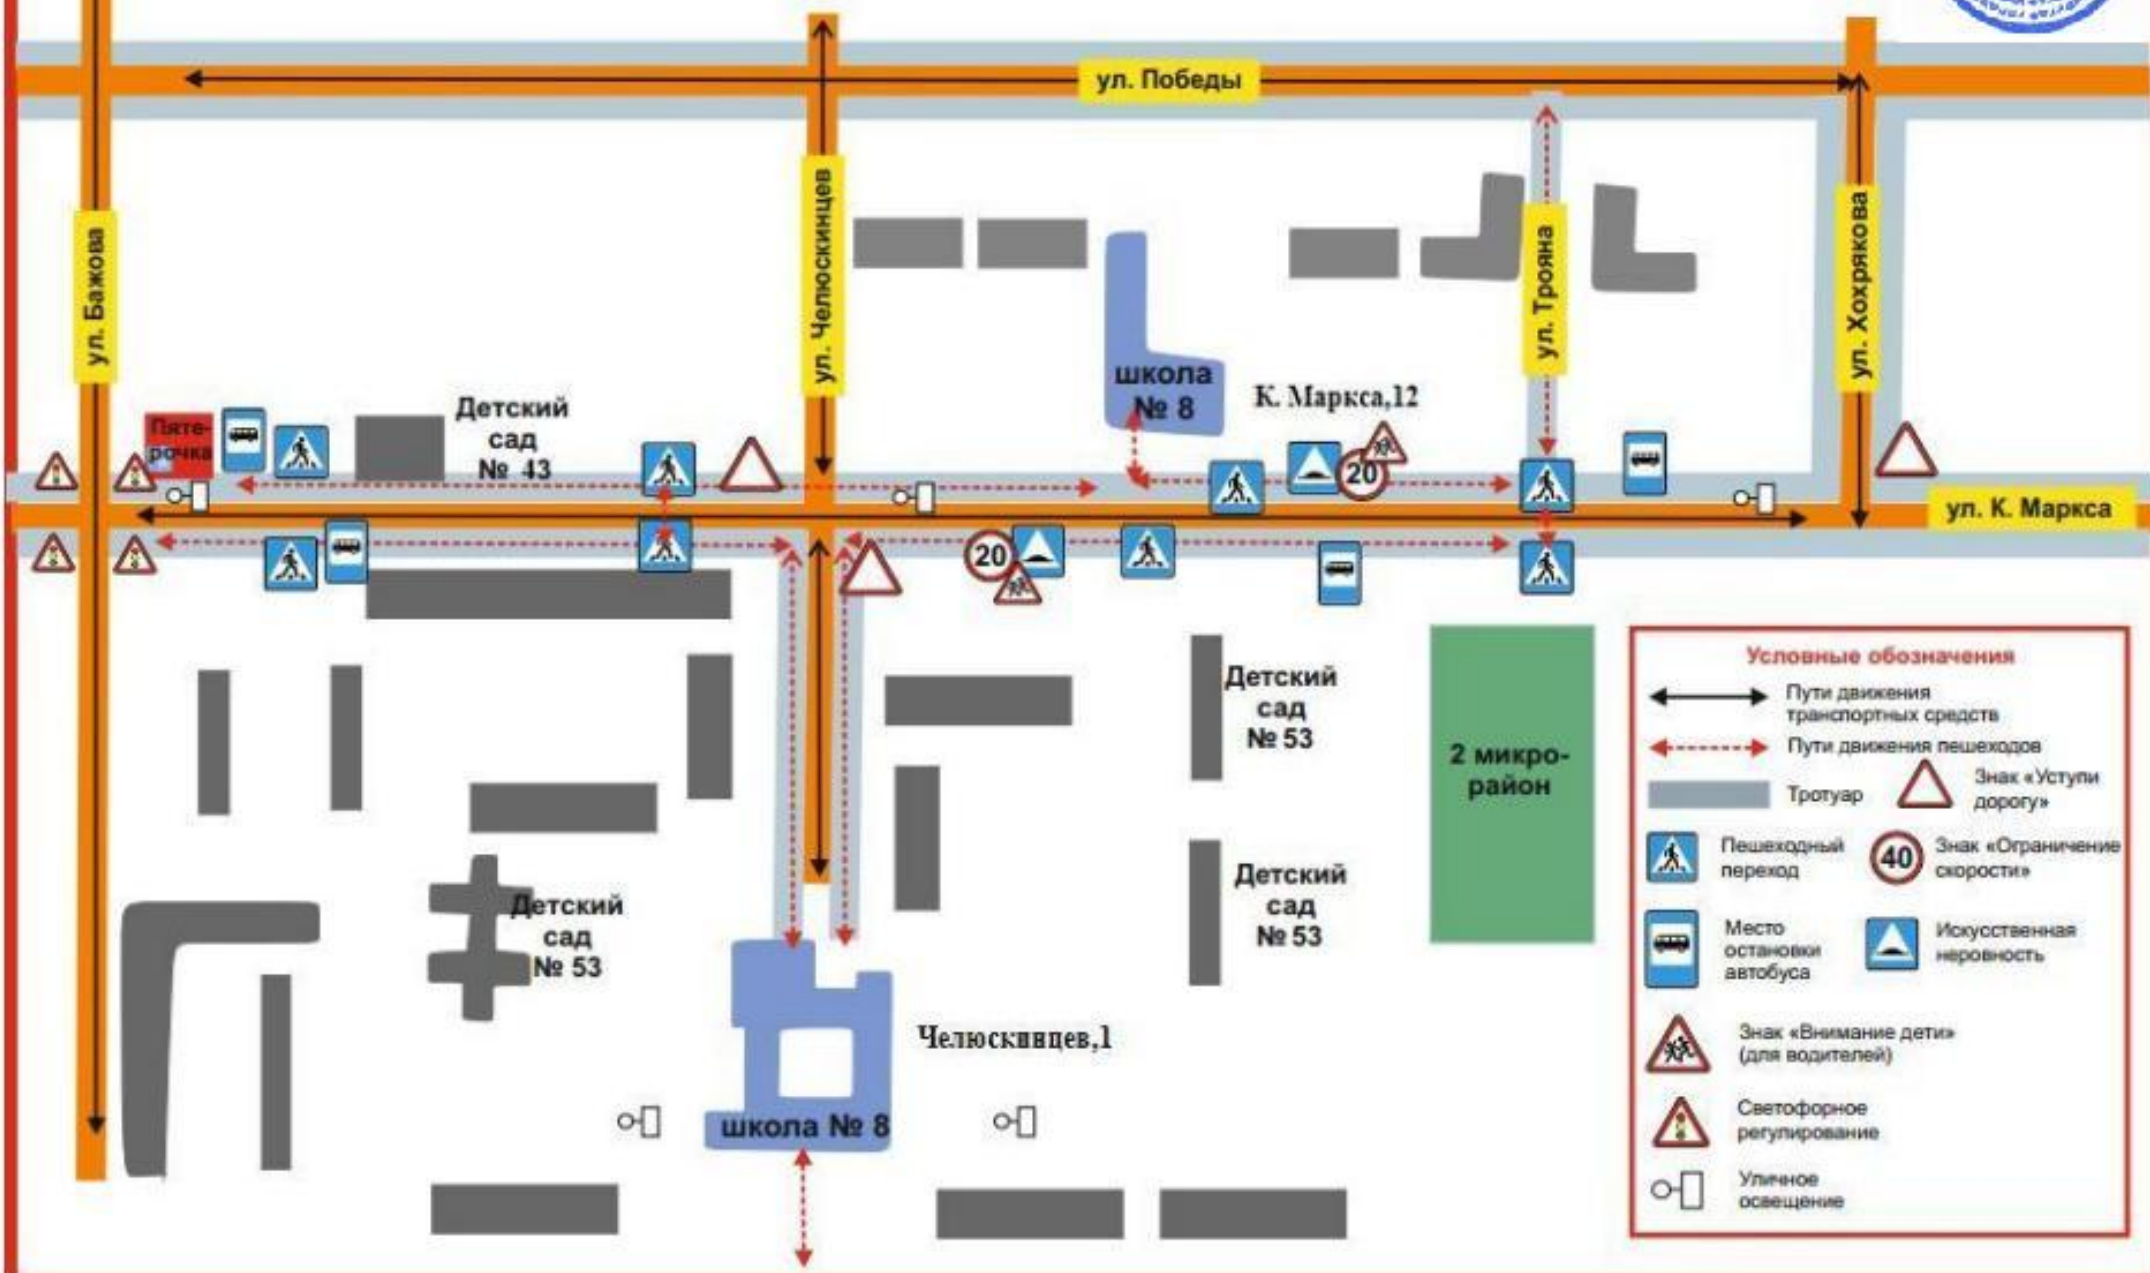 ул. Победы
ул. Бажова
ул. Челюскинцев
ул. Трояна
ул. Хохрякова
школа
№ 8
К. Маркса,12
Пяте-
рочка
Детский
сад
№ 43
20
ул. К. Маркса
20
Детский
сад
№ 53
2 микро-
район
Детский
сад
№ 53
Детский
сад
№ 53
Челюскинцев,1
школа № 8
Условные обозначения
Пути движения
транспортных средств
Пути движения пешеходов
Тротуар
Знак «Уступи
дорогу»
Пешеходный
переход
40
Знак «Ограничение
скорости»
Место
остановки
автобуса
Искусственная
неровность
Знак «Внимание дети»
(для водителей)
Светофорное
регулирование
Уличное
освещение